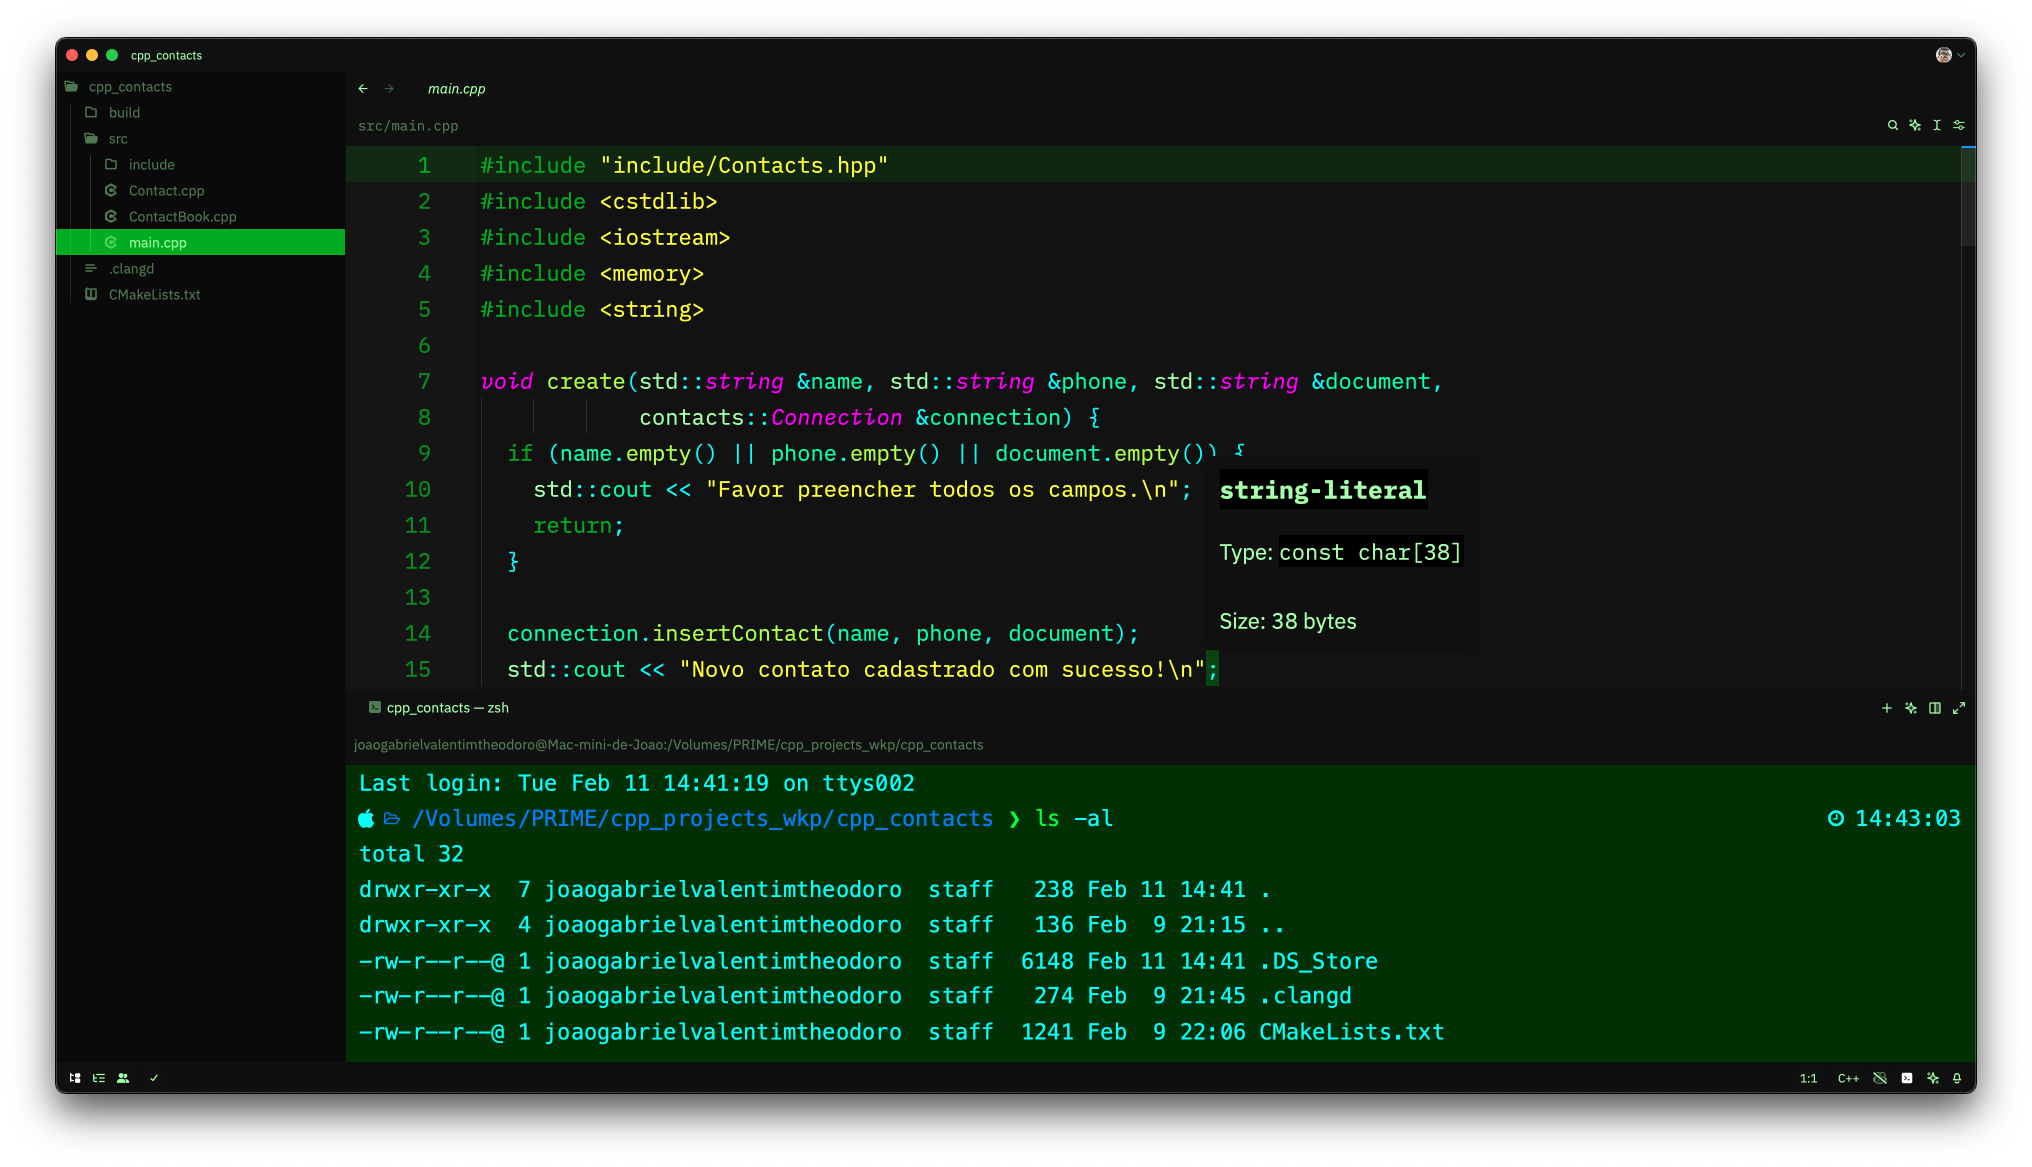 cpp_contacts
cpp_contacts
build
src
include
Contact.cpp
ContactBook.cpp
main.cpp
.clangd
CMakeLists.txt
main.cpp
src/main.cpp
1 #include "include/Contacts.hpp"
2 #include <cstdlib>
3 #include <iostream>
4 #include <memory>
5 #include <string>
6
7 void create(std::string &name, std::string &phone, std::string &document,
8 contacts::Connection &connection) {
9 if (name.empty() || phone.empty() || document.empty()) {
10 std::cout << "Favor preencher todos os campos.\n";
11 return;
12 }
13
14 connection.insertContact(name, phone, document);
15 std::cout << "Novo contato cadastrado com sucesso!\n";
string-literal
Type: const char[38]
Size: 38 bytes
cpp_contacts — zsh
joaogabrielvalentimtheodoro@Mac-mini-de-Joao:/Volumes/PRIME/cpp_projects_wkp/cpp_contacts
Last login: Tue Feb 11 14:41:19 on ttys002
/Volumes/PRIME/cpp_projects_wkp/cpp_contacts ❯ ls -al 14:43:03
total 32
drwxr-xr-x  7 joaogabrielvalentimtheodoro  staff   238 Feb 11 14:41 .
drwxr-xr-x  4 joaogabrielvalentimtheodoro  staff   136 Feb  9 21:15 ..
-rw-r--r--@ 1 joaogabrielvalentimtheodoro  staff  6148 Feb 11 14:41 .DS_Store
-rw-r--r--@ 1 joaogabrielvalentimtheodoro  staff   274 Feb  9 21:45 .clangd
-rw-r--r--@ 1 joaogabrielvalentimtheodoro  staff  1241 Feb  9 22:06 CMakeLists.txt
1:1 C++